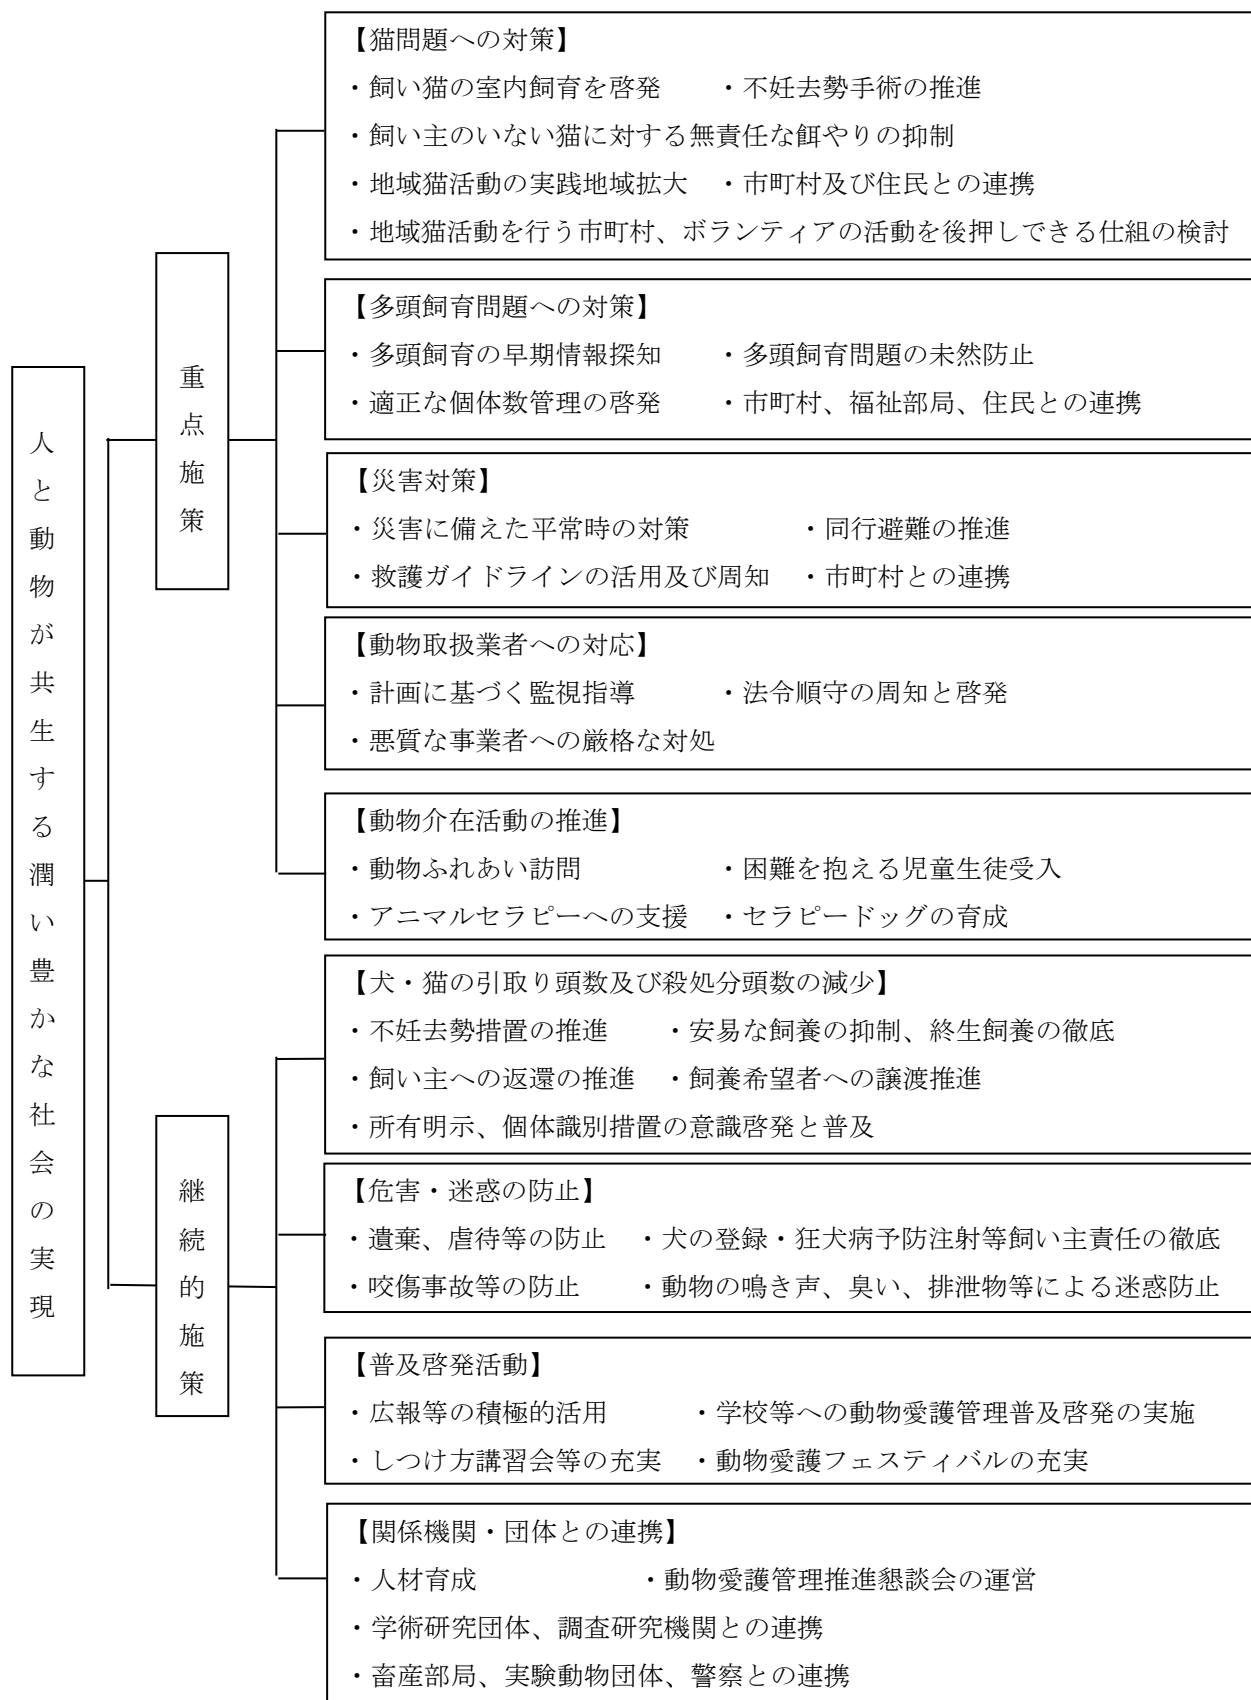 人と動物が共生する潤い豊かな社会の実現
重点施策
【猫問題への対策】
・飼い猫の室内飼育を啓発　・不妊去勢手術の推進
・飼い主のいない猫に対する無責任な餌やりの抑制
・地域猫活動の実践地域拡大　・市町村及び住民との連携
・地域猫活動を行う市町村、ボランティアの活動を後押しできる仕組の検討
【多頭飼育問題への対策】
・多頭飼育の早期情報探知　・多頭飼育問題の未然防止
・適正な個体数管理の啓発　・市町村、福祉部局、住民との連携
【災害対策】
・災害に備えた平常時の対策　・同行避難の推進
・救護ガイドラインの活用及び周知　・市町村との連携
【動物取扱業者への対応】
・計画に基づく監視指導　・法令順守の周知と啓発
・悪質な事業者への厳格な対処
【動物介在活動の推進】
・動物ふれあい訪問　・困難を抱える児童生徒受入
・アニマルセラピーへの支援　・セラピードッグの育成
継続的施策
【犬・猫の引取り頭数及び殺処分頭数の減少】
・不妊去勢措置の推進　・安易な飼養の抑制、終生飼養の徹底
・飼い主への返還の推進　・飼養希望者への譲渡推進
・所有明示、個体識別措置の意識啓発と普及
【危害・迷惑の防止】
・遺棄、虐待等の防止　・犬の登録・狂犬病予防注射等飼い主責任の徹底
・咬傷事故等の防止　・動物の鳴き声、臭い、排泄物等による迷惑防止
【普及啓発活動】
・広報等の積極的活用　・学校等への動物愛護管理普及啓発の実施
・しつけ方講習会等の充実　・動物愛護フェスティバルの充実
【関係機関・団体との連携】
・人材育成　・動物愛護管理推進懇談会の運営
・学術研究団体、調査研究機関との連携
・畜産部局、実験動物団体、警察との連携